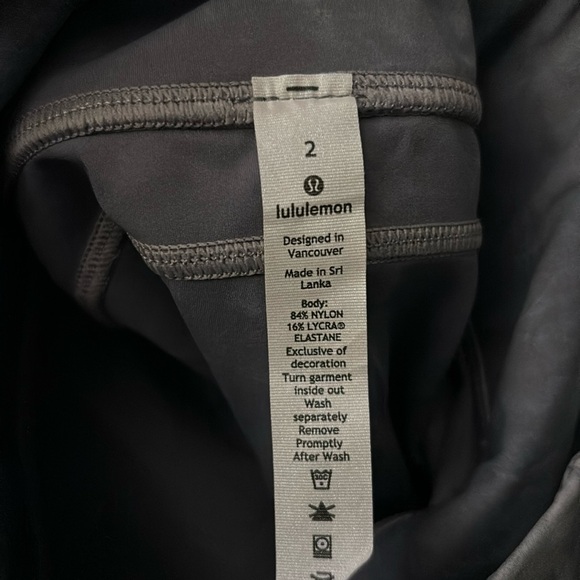 2
lululemon
Designed in
Vancouver
Made in Sri
Lanka
Body:
84% NYLON
16% LYCRA®
ELASTANE
Exclusive of
decoration
Turn garment
inside out
Wash
separately
Remove
Promptly
After Wash